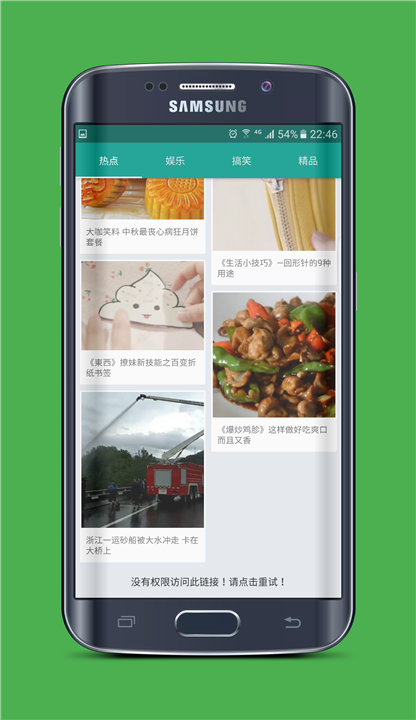 SAMSUNG
4G 54% 22:46
热点 娱乐 搞笑 精品
大咖笑料 中秋最丧心病狂月饼
套餐
《生活小技巧》—回形针的9种
用途
《東西》撩妹新技能之百变折
纸书签
《爆炒鸡胗》这样做好吃爽口
而且又香
浙江一运砂船被大水冲走 卡在
大桥上
没有权限访问此链接！请点击重试！